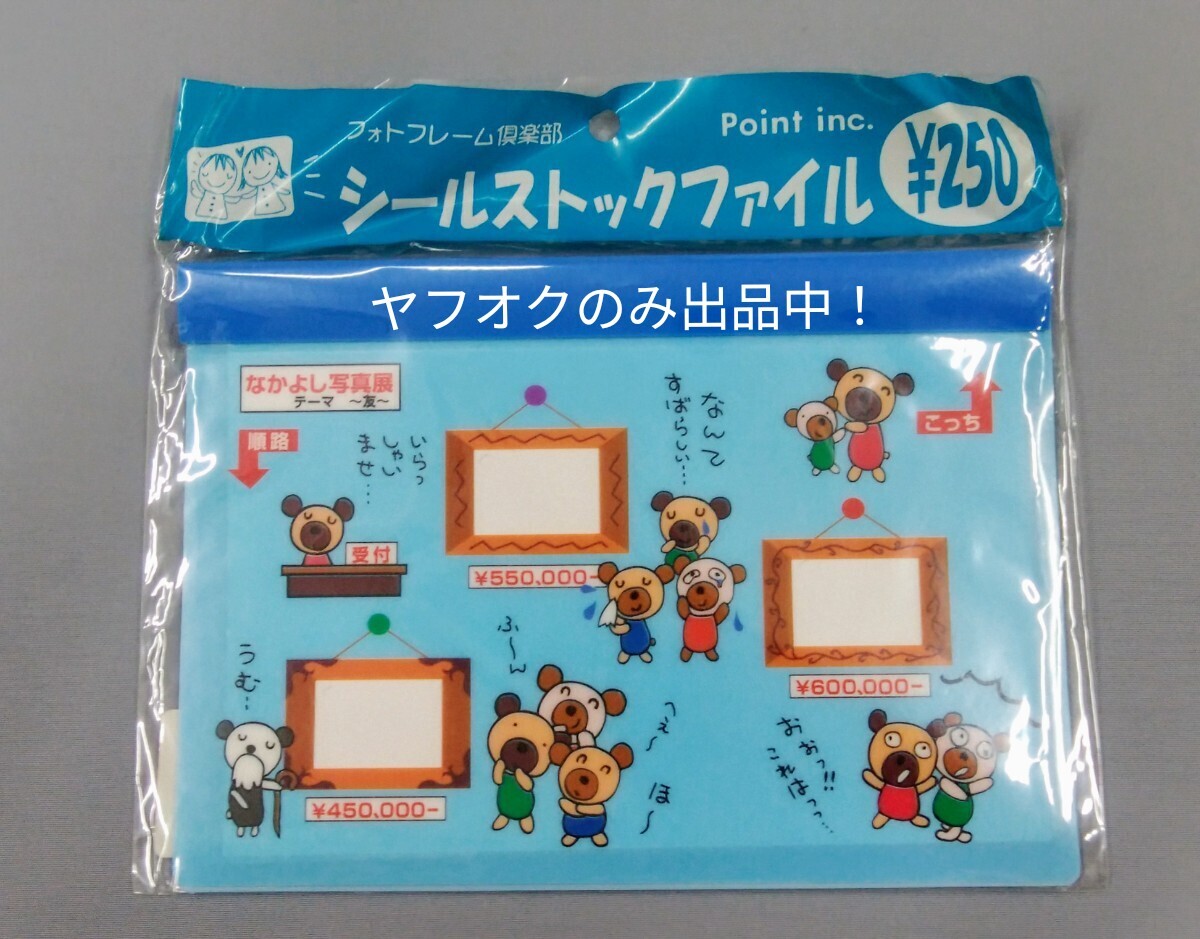 フォトフレーム倶楽部
Point inc.
¥250
シールストックファイル
ヤフオクのみ出品中！
なかよし写真展
テーマ ～友～
順路
いらっ
しゃい
ませ…
受付
¥550,000-
なんて
すばらしい…
こっち
¥600,000-
うむ…
¥450,000-
ふ～ん
へぇ～
ほ～
おおっ!!
これはっっ…